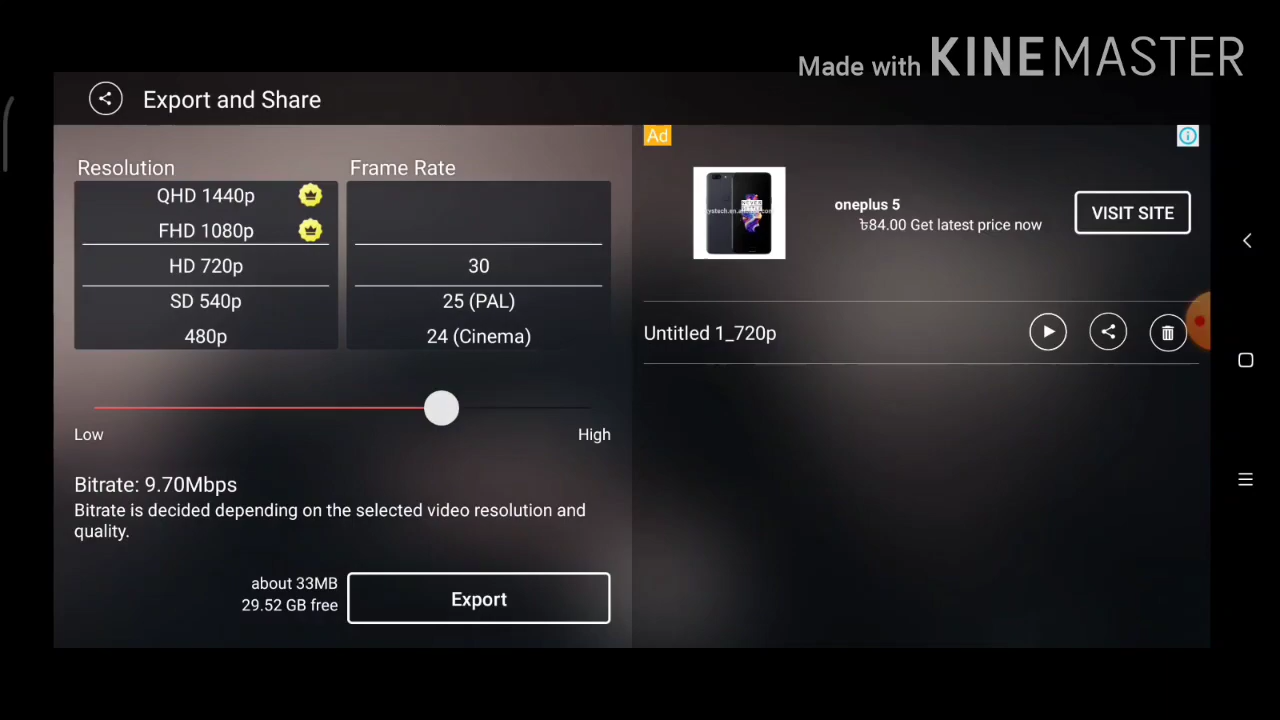 Made with KINEMASTER
Export and Share
Resolution
QHD 1440p
FHD 1080p
HD 720p
SD 540p
480p
Frame Rate
30
25 (PAL)
24 (Cinema)
Low
High
Bitrate: 9.70Mbps
Bitrate is decided depending on the selected video resolution and
quality.
about 33MB
29.52 GB free
Export
Ad
oneplus 5
৳84.00 Get latest price now
VISIT SITE
Untitled 1_720p